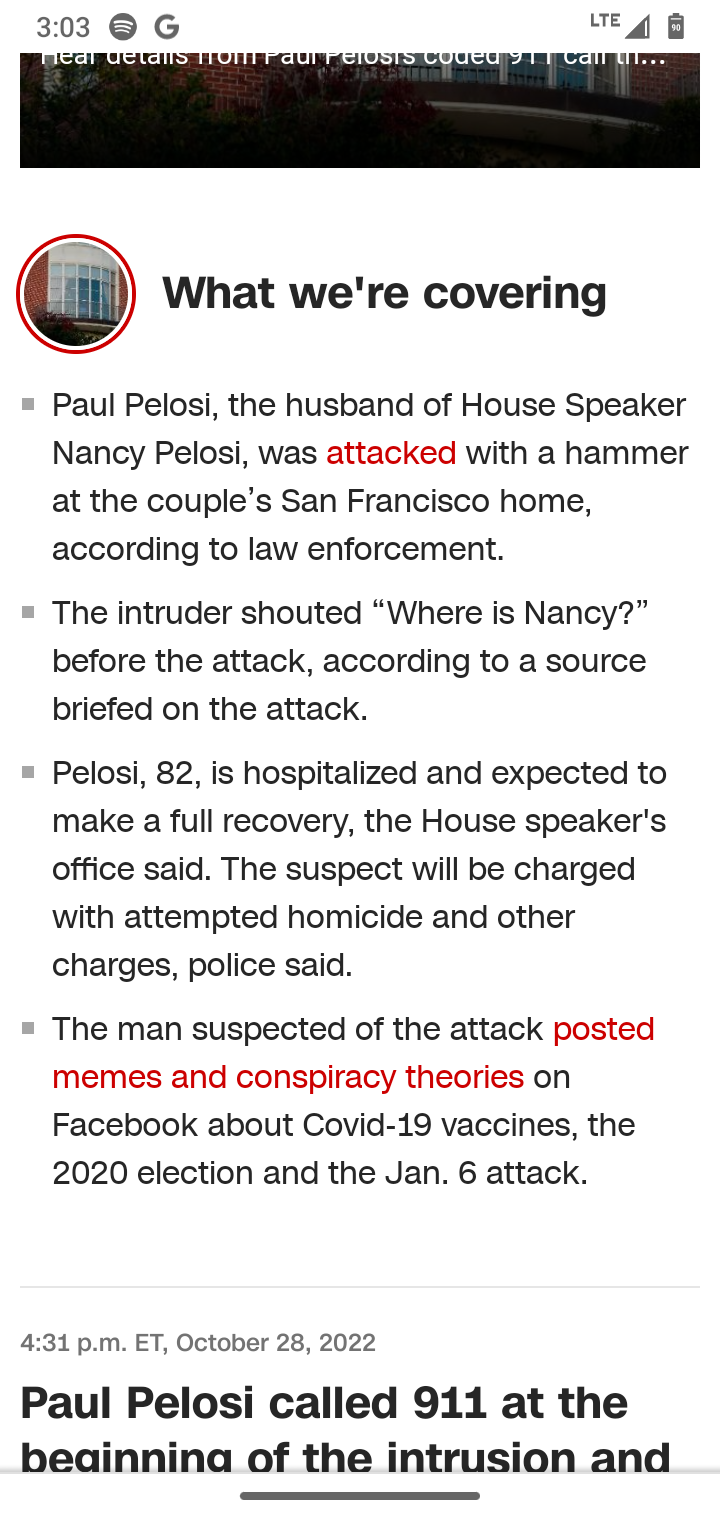 3:03
LTE
90
Hear details from Paul Pelosi's coded 911 call th...
What we're covering
Paul Pelosi, the husband of House Speaker
Nancy Pelosi, was attacked with a hammer
at the couple’s San Francisco home,
according to law enforcement.
The intruder shouted “Where is Nancy?”
before the attack, according to a source
briefed on the attack.
Pelosi, 82, is hospitalized and expected to
make a full recovery, the House speaker's
office said. The suspect will be charged
with attempted homicide and other
charges, police said.
The man suspected of the attack posted
memes and conspiracy theories on
Facebook about Covid-19 vaccines, the
2020 election and the Jan. 6 attack.
4:31 p.m. ET, October 28, 2022
Paul Pelosi called 911 at the
beginning of the intrusion and